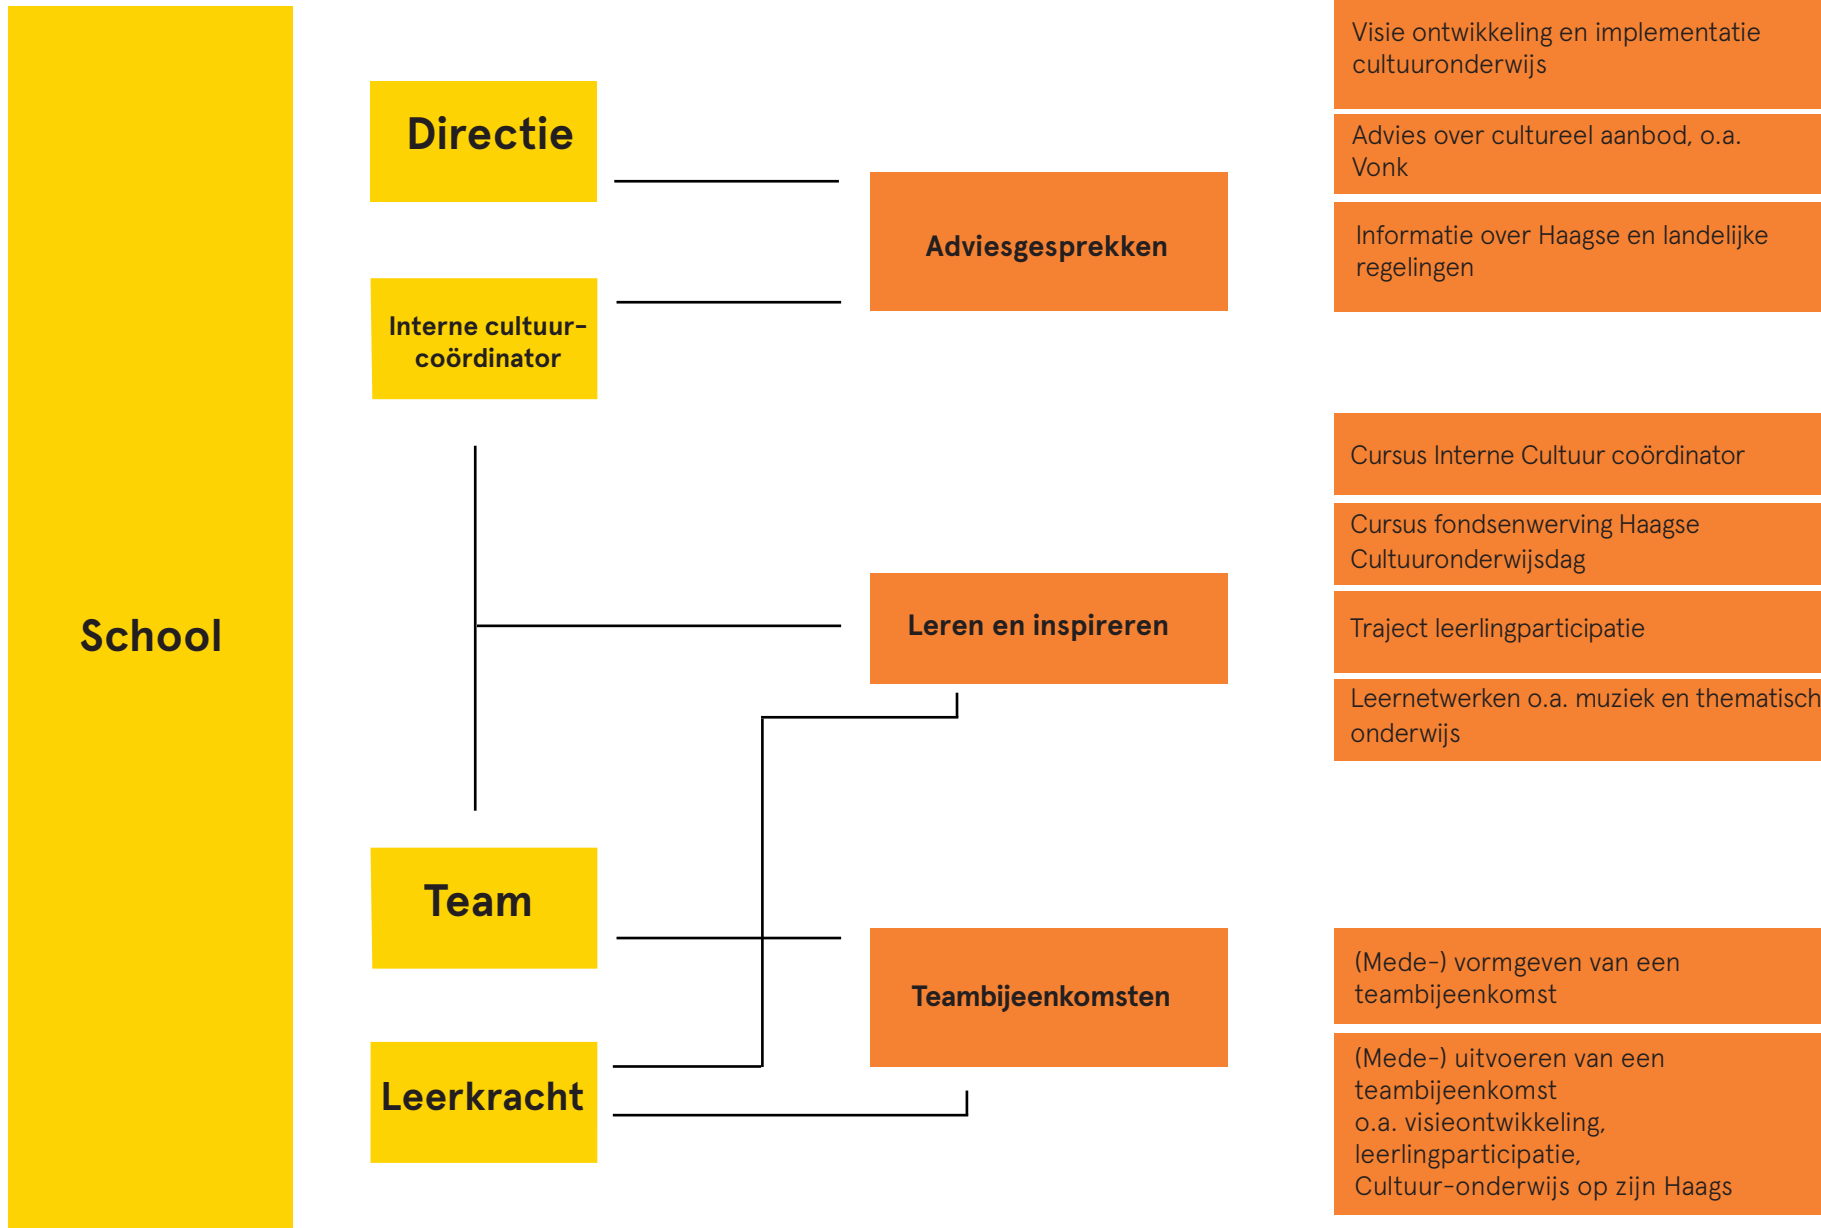 School
Directie
Interne cultuur-
coördinator
Team
Leerkracht
Adviesgesprekken
Leren en inspireren
Teambijeenkomsten
Visie ontwikkeling en implementatie
cultuuronderwijs
Advies over cultureel aanbod, o.a.
Vonk
Informatie over Haagse en landelijke
regelingen
Cursus Interne Cultuur coördinator
Cursus fondsenwerving Haagse
Cultuuronderwijsdag
Traject leerlingparticipatie
Leernetwerken o.a. muziek en thematisch
onderwijs
(Mede-) vormgeven van een
teambijeenkomst
(Mede-) uitvoeren van een
teambijeenkomst
o.a. visieontwikkeling,
leerlingparticipatie,
Cultuur-onderwijs op zijn Haags